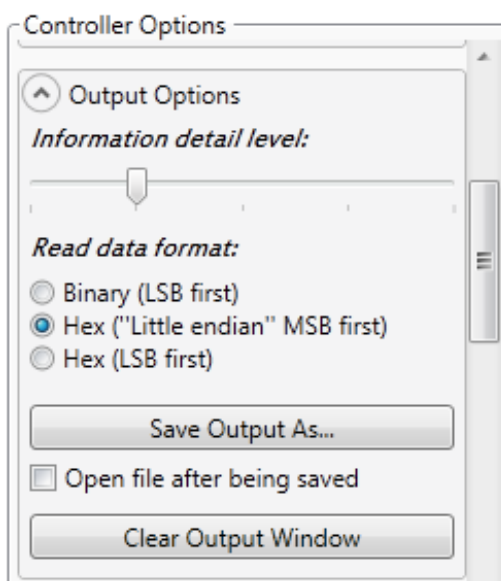 Controller Options
Output Options
Information detail level:
Read data format:
Binary (LSB first)
Hex ("Little endian" MSB first)
Hex (LSB first)
Save Output As...
Open file after being saved
Clear Output Window